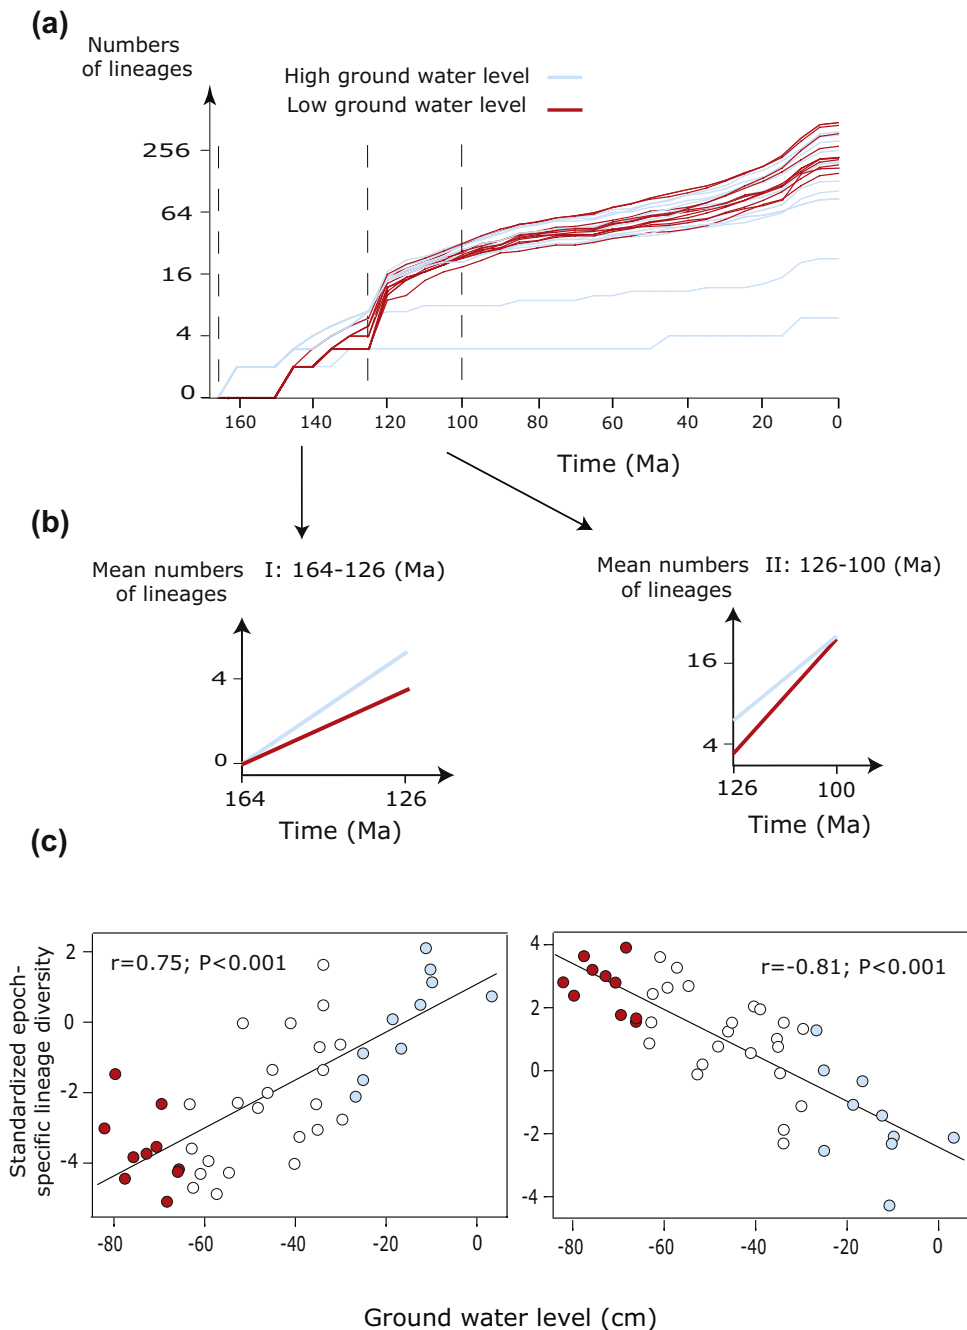 (a)
Numbers
of lineages
High ground water level
Low ground water level
256
64
16
4
0
160 140 120 100 80 60 40 20 0
Time (Ma)
(b)
Mean numbers
of lineages
I: 164-126 (Ma)
4
0
164 126
Time (Ma)
Mean numbers
of lineages
II: 126-100 (Ma)
16
4
126 100
Time (Ma)
(c)
Standardized epoch-
specific lineage diversity
r=0.75; P<0.001
2
0
-2
-4
-80 -60 -40 -20 0
r=-0.81; P<0.001
4
2
0
-2
-4
-80 -60 -40 -20 0
Ground water level (cm)